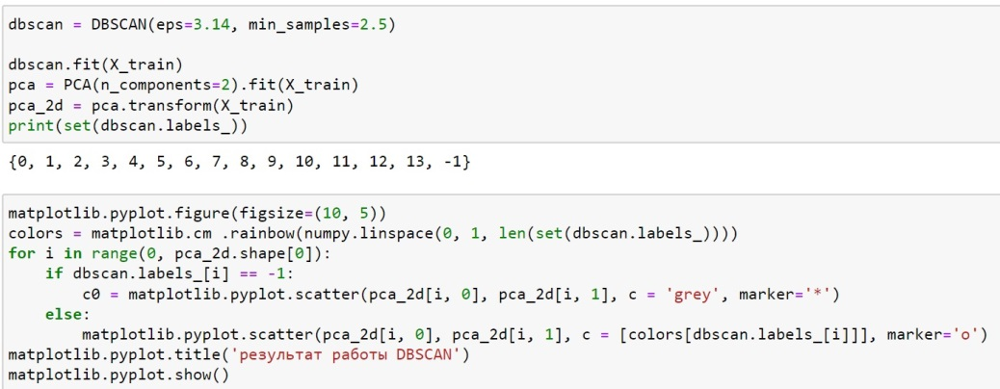 dbscan = DBSCAN(eps=3.14, min_samples=2.5)
dbscan.fit(X_train)
pca = PCA(n_components=2).fit(X_train)
pca_2d = pca.transform(X_train)
print(set(dbscan.labels_))
{0, 1, 2, 3, 4, 5, 6, 7, 8, 9, 10, 11, 12, 13, -1}
matplotlib.pyplot.figure(figsize=(10, 5))
colors = matplotlib.cm .rainbow(numpy.linspace(0, 1, len(set(dbscan.labels_))))
for i in range(0, pca_2d.shape[0]):
    if dbscan.labels_[i] == -1:
        c0 = matplotlib.pyplot.scatter(pca_2d[i, 0], pca_2d[i, 1], c = 'grey', marker='*')
    else:
        matplotlib.pyplot.scatter(pca_2d[i, 0], pca_2d[i, 1], c = [colors[dbscan.labels_[i]]], marker='o')
matplotlib.pyplot.title('результат работы DBSCAN')
matplotlib.pyplot.show()